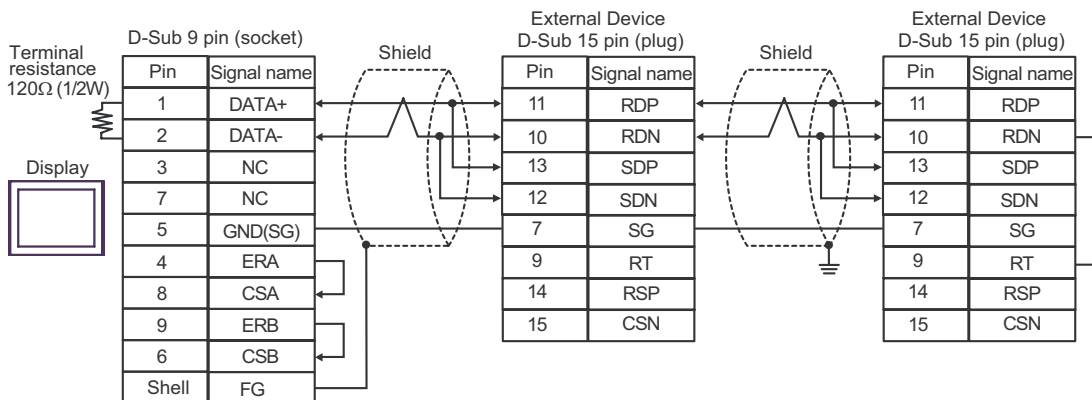 Terminal
resistance
120Ω (1/2W)
Display
D-Sub 9 pin (socket)
Pin Signal name
1 DATA+
2 DATA-
3 NC
7 NC
5 GND(SG)
4 ERA
8 CSA
9 ERB
6 CSB
Shell FG
Shield
External Device
D-Sub 15 pin (plug)
Pin Signal name
11 RDP
10 RDN
13 SDP
12 SDN
7 SG
9 RT
14 RSP
15 CSN
Shield
External Device
D-Sub 15 pin (plug)
Pin Signal name
11 RDP
10 RDN
13 SDP
12 SDN
7 SG
9 RT
14 RSP
15 CSN